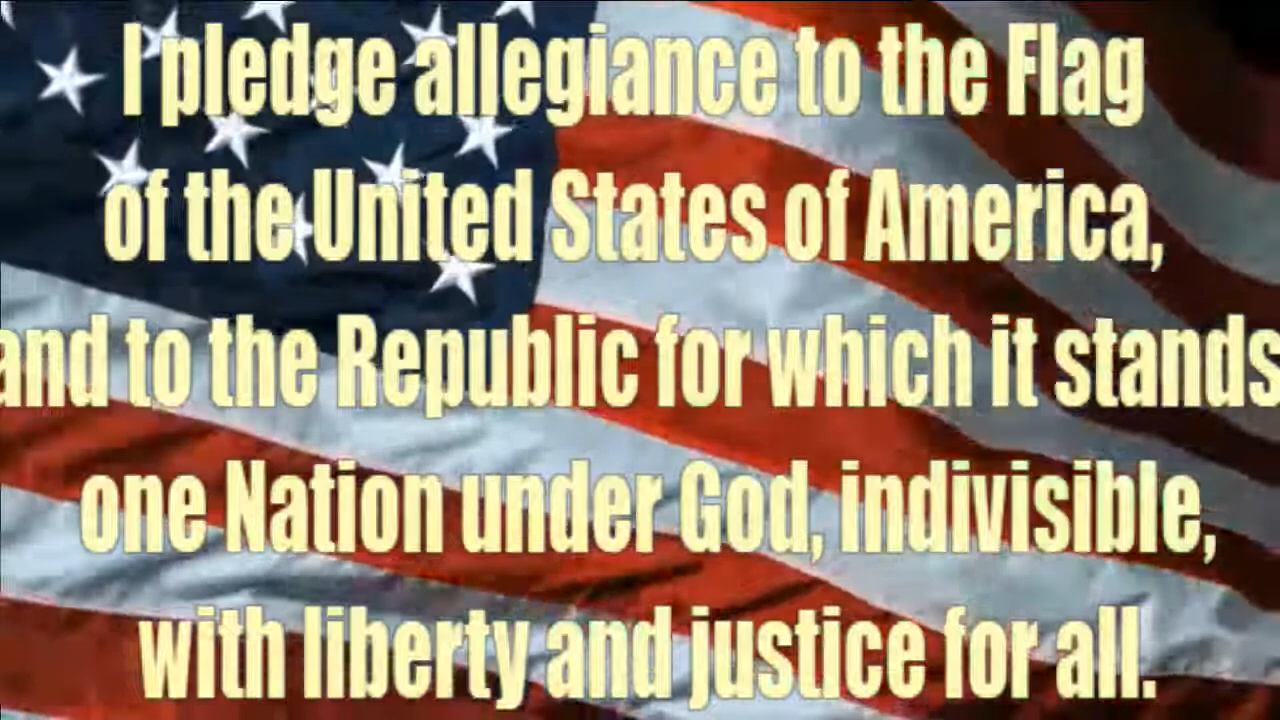 I pledge allegiance to the Flag
of the United States of America,
and to the Republic for which it stands
one Nation under God, indivisible,
with liberty and justice for all.